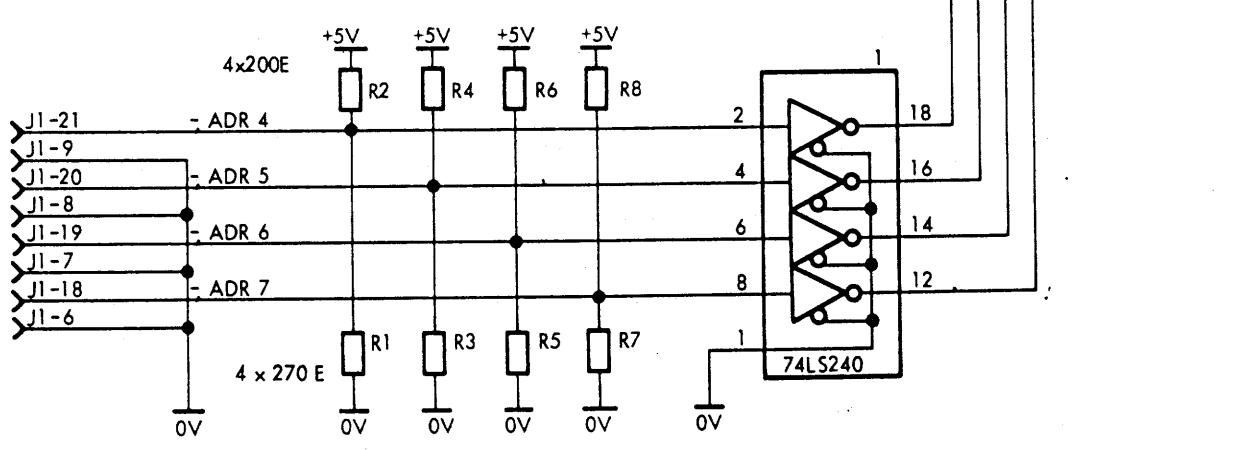 +5V +5V +5V +5V
4x200E
R2 R4 R6 R8
1
J1-21 - ADR 4 2 18
J1-9
J1-20 - ADR 5 4 16
J1-8
J1-19 - ADR 6 6 14
J1-7
J1-18 - ADR 7 8 12
J1-6
R1 R3 R5 R7 1
4 x 270 E
74LS240
0V 0V 0V 0V 0V 0V